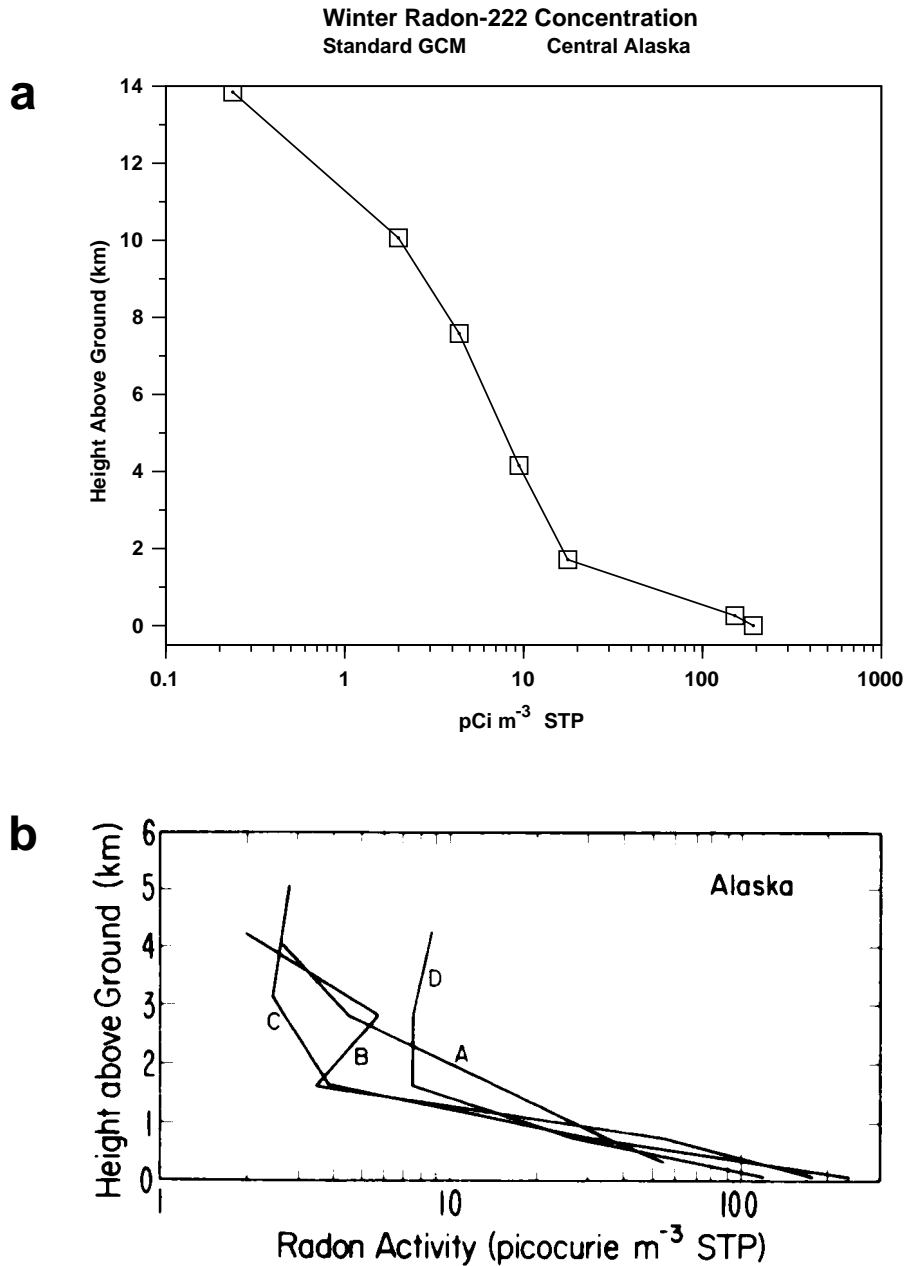 Winter Radon-222 Concentration
Standard GCM Central Alaska
a
14
12
10
8
6
4
2
0
Height Above Ground (km)
0.1 1 10 100 1000
pCi m⁻³ STP
b
6
5
4
3
2
1
0
Height above Ground (km)
Alaska
D
C
B
A
1 10 100
Radon Activity (picocurie m⁻³ STP)